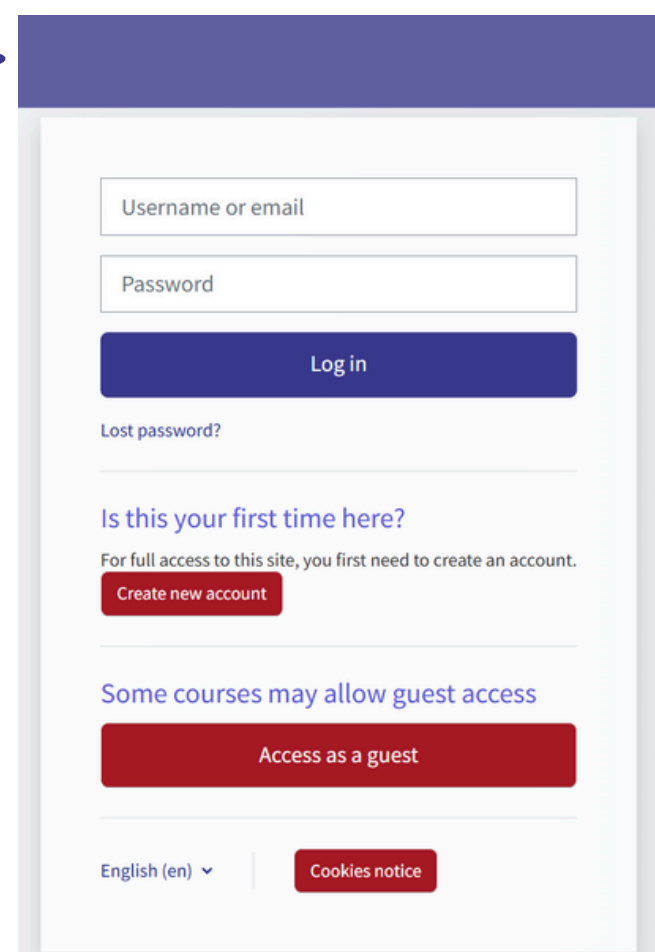 Username or email
Password
Log in
Lost password?
Is this your first time here?
For full access to this site, you first need to create an account.
Create new account
Some courses may allow guest access
Access as a guest
English (en)
Cookies notice